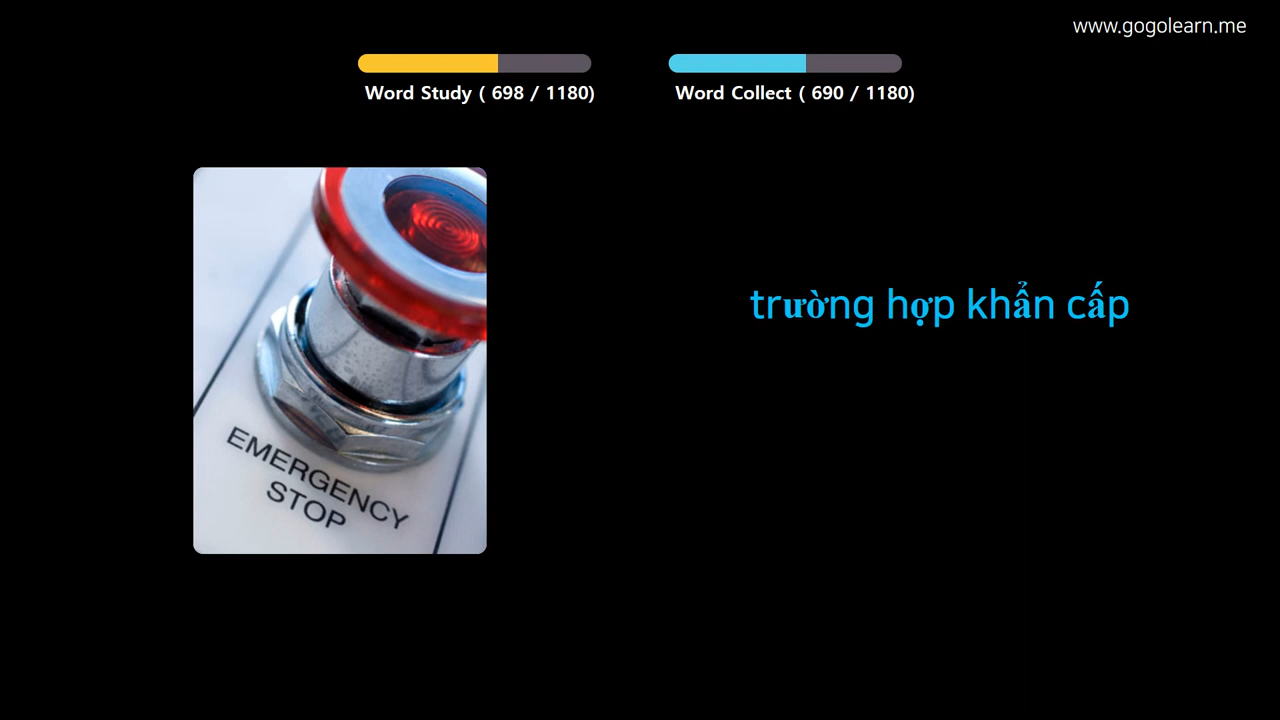 www.gogolearn.me
Word Study ( 698 / 1180)
Word Collect ( 690 / 1180)
trường hợp khẩn cấp
EMERGENCY
STOP